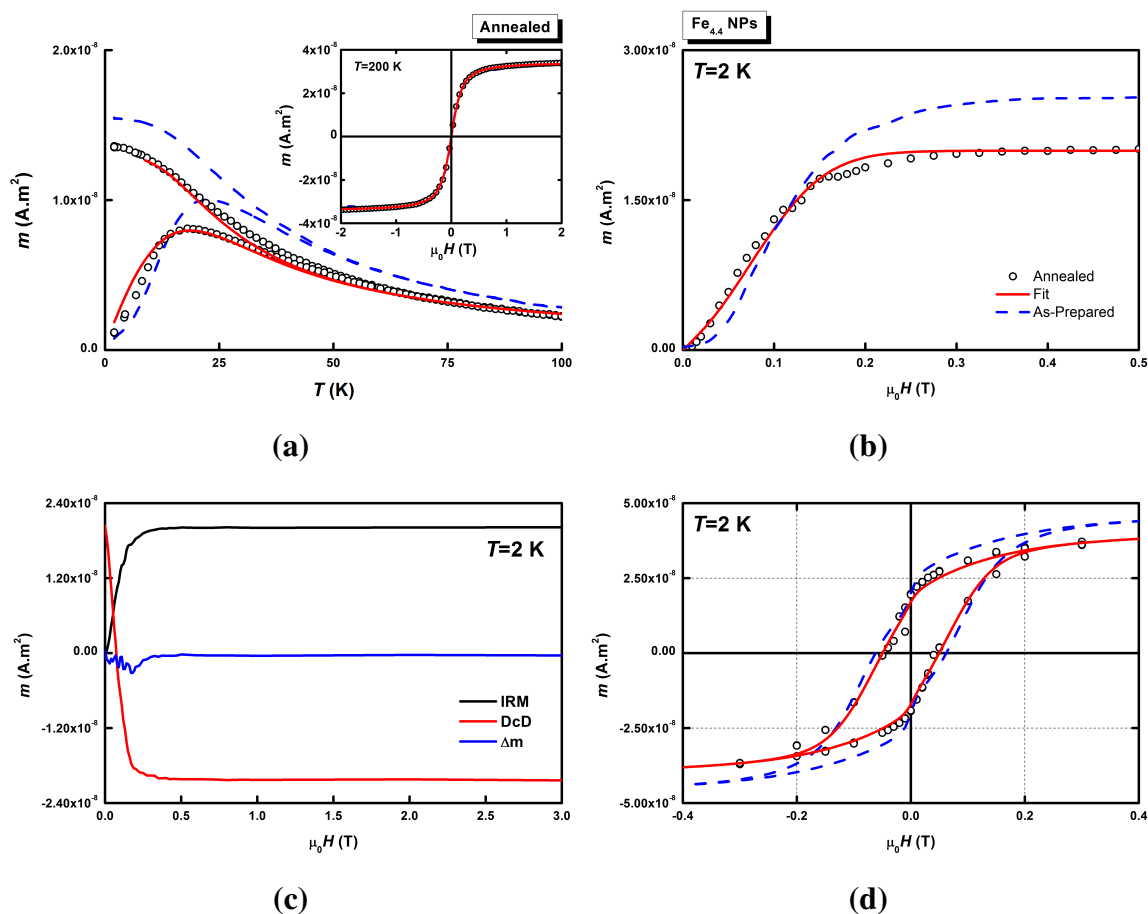 Annealed
2.0x10⁻⁸
1.0x10⁻⁸
0.0
m (A.m²)
0
25
50
75
100
T (K)
T=200 K
4x10⁻⁸
2x10⁻⁸
0
-2x10⁻⁸
-4x10⁻⁸
m (A.m²)
-2
-1
0
1
2
μ₀H (T)
(a)
Fe₄.₄ NPs
T=2 K
3.00x10⁻⁸
1.50x10⁻⁸
0.00
m (A.m²)
Annealed
Fit
As-Prepared
0.0
0.1
0.2
0.3
0.4
0.5
μ₀H (T)
(b)
2.40x10⁻⁸
1.20x10⁻⁸
0.00
-1.20x10⁻⁸
-2.40x10⁻⁸
m (A.m²)
T=2 K
IRM
DcD
Δm
0.0
0.5
1.0
1.5
2.0
2.5
3.0
μ₀H (T)
(c)
5.00x10⁻⁸
2.50x10⁻⁸
0.00
-2.50x10⁻⁸
-5.00x10⁻⁸
m (A.m²)
T=2 K
-0.4
-0.2
0.0
0.2
0.4
μ₀H (T)
(d)